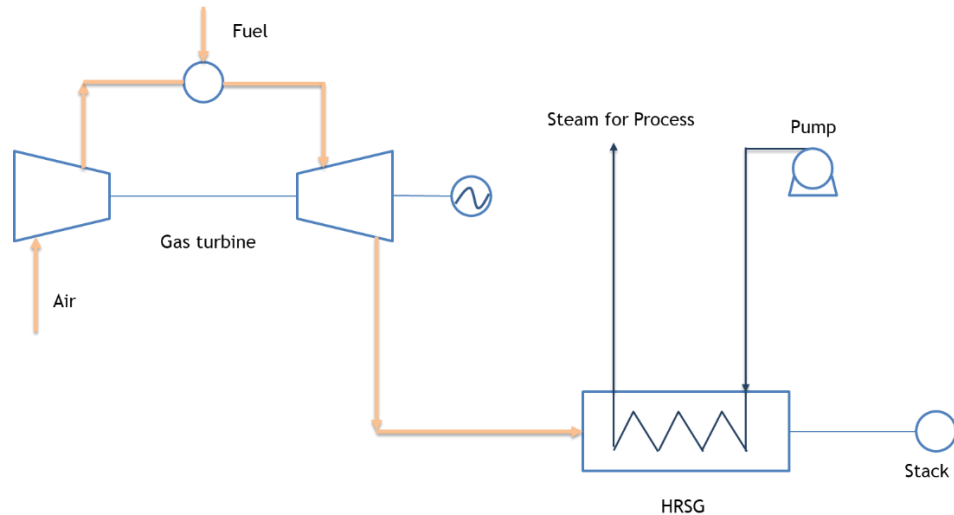 Fuel
Steam for Process
Pump
Gas turbine
Air
Stack
HRSG